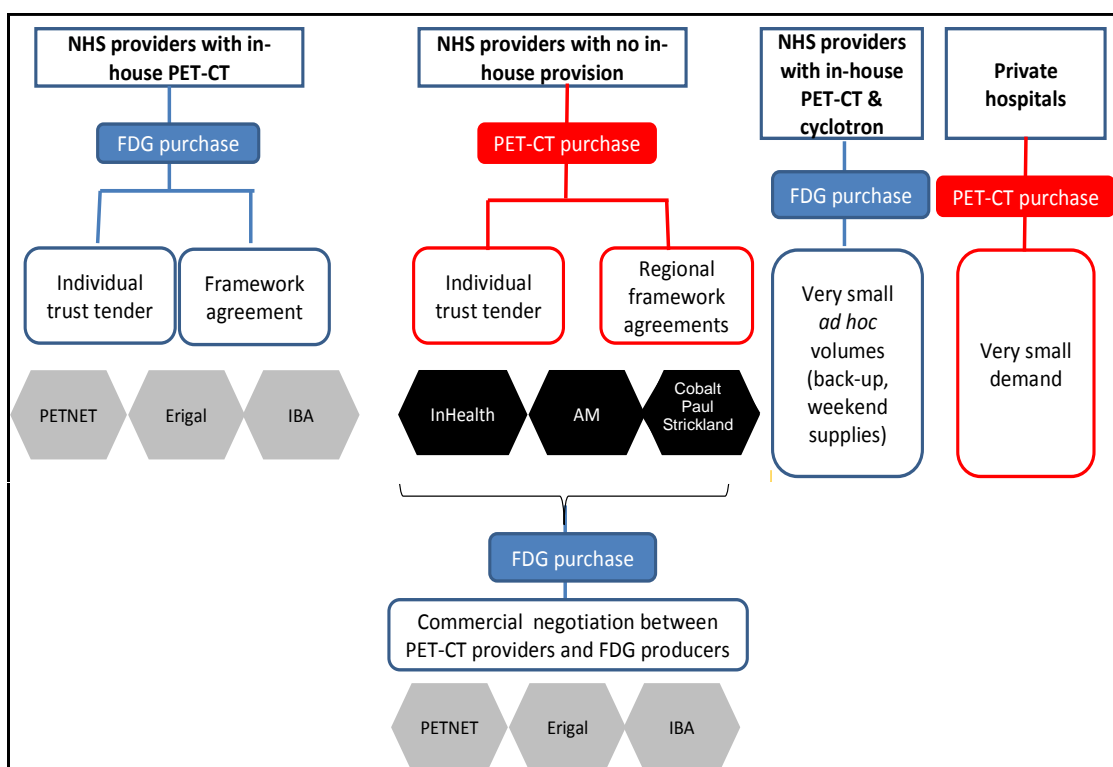 NHS providers with in-
house PET-CT
FDG purchase
Individual
trust tender
Framework
agreement
PETNET
Erigal
IBA
NHS providers with no in-
house provision
PET-CT purchase
Individual
trust tender
Regional
framework
agreements
InHealth
AM
Cobalt
Paul
Strickland
FDG purchase
Commercial negotiation between
PET-CT providers and FDG producers
PETNET
Erigal
IBA
NHS providers
with in-house
PET-CT &
cyclotron
FDG purchase
Very small
ad hoc
volumes
(back-up,
weekend
supplies)
Private
hospitals
PET-CT purchase
Very small
demand